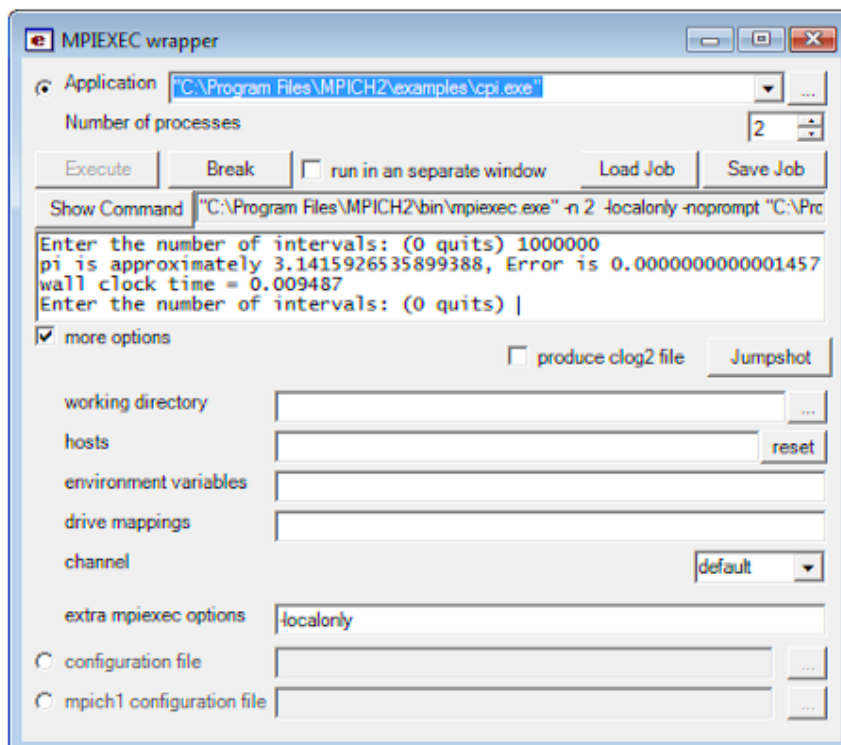 MPIEXEC wrapper
Application "C:\Program Files\MPICH2\examples\cpi.exe" ...
Number of processes 2
Execute Break run in an separate window Load Job Save Job
Show Command "C:\Program Files\MPICH2\bin\mpiexec.exe" -n 2 -localonly -noprompt "C:\Prc
Enter the number of intervals: (0 quits) 1000000
pi is approximately 3.1415926535899388, Error is 0.0000000000001457
wall clock time = 0.009487
Enter the number of intervals: (0 quits)
more options
produce clog2 file Jumpshot
working directory ...
hosts reset
environment variables
drive mappings
channel default
extra mpiexec options -localonly
configuration file ...
mpich1 configuration file ...